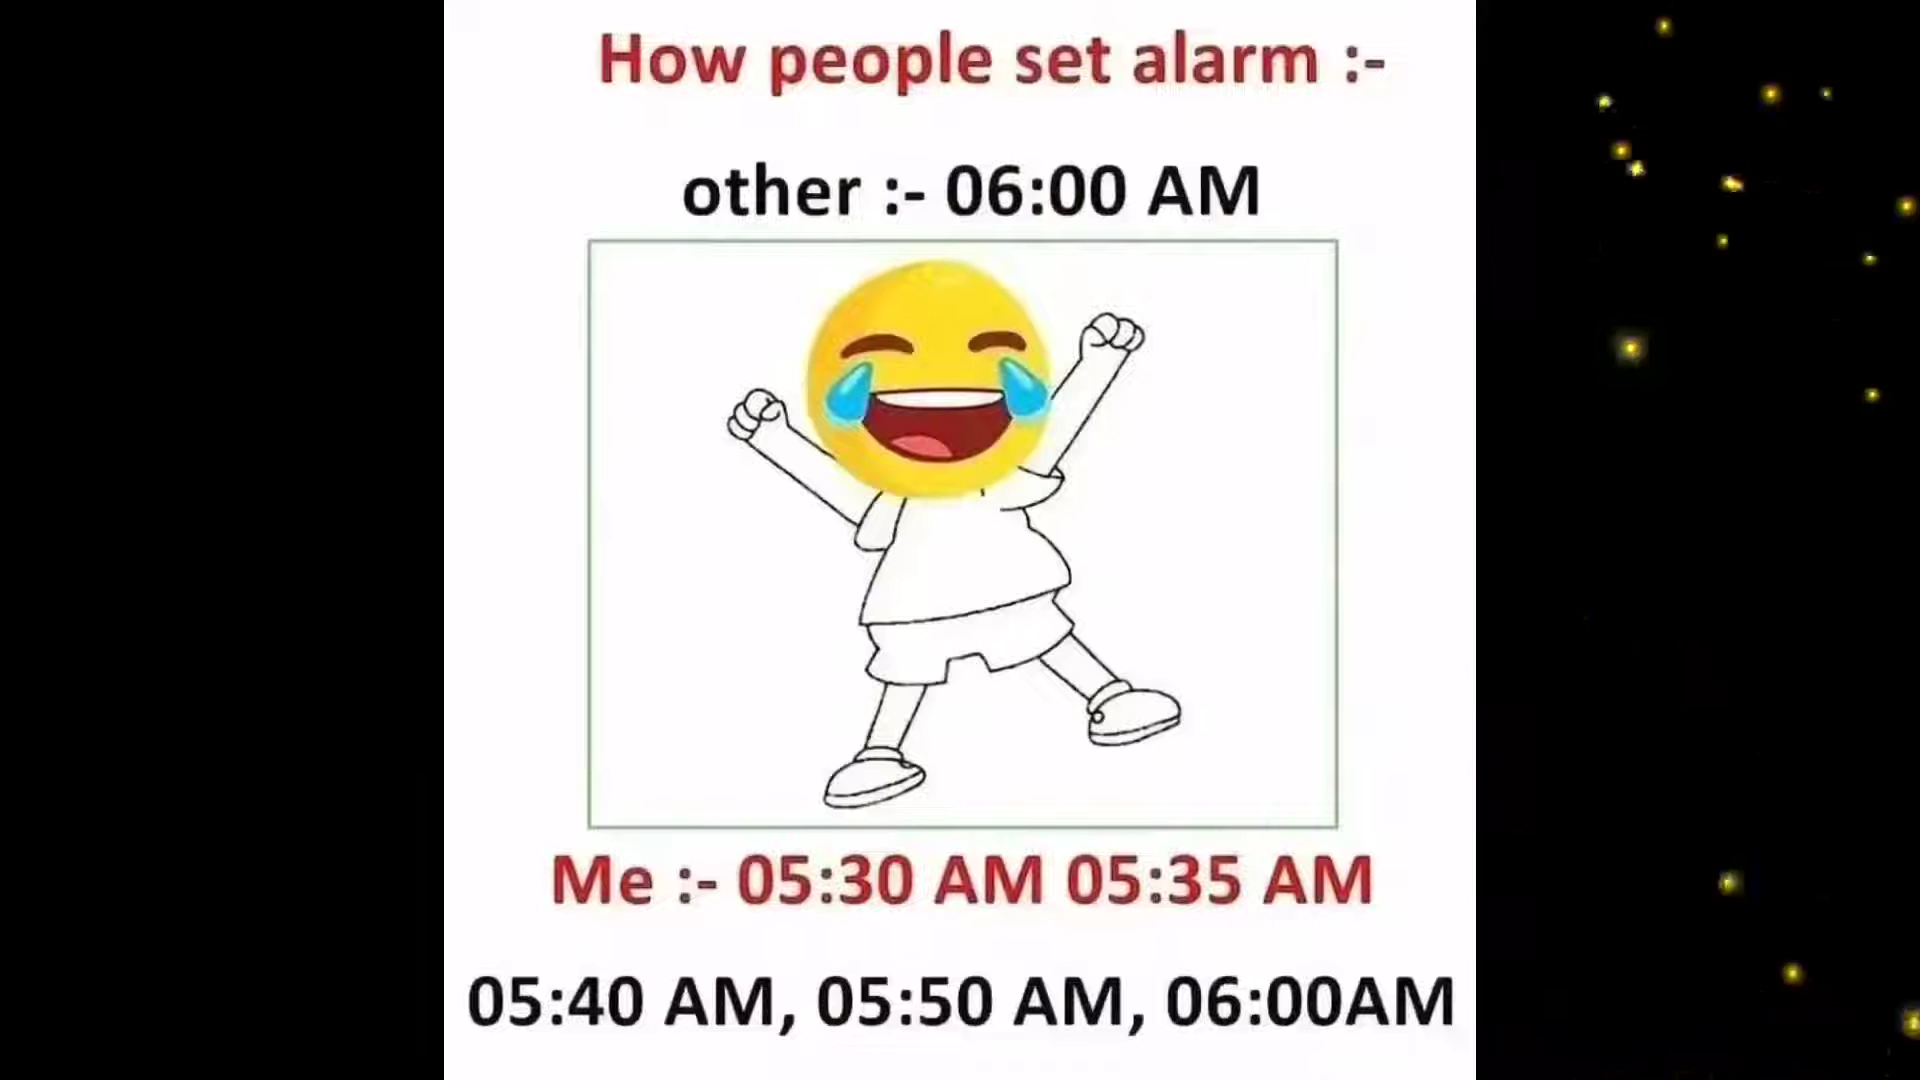 How people set alarm :-
other :- 06:00 AM
Me :- 05:30 AM 05:35 AM
05:40 AM, 05:50 AM, 06:00AM